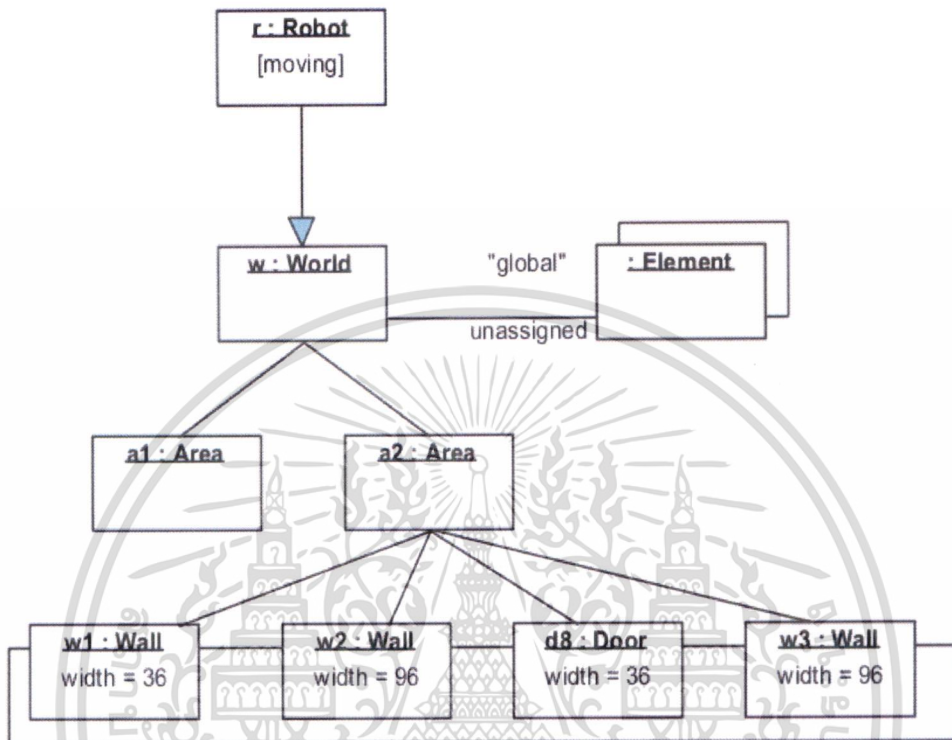 r : Robot
[moving]
w : World
"global"
: Element
unassigned
a1 : Area
a2 : Area
w1 : Wall
width = 36
w2 : Wall
width = 96
d8 : Door
width = 36
w3 : Wall
width = 96